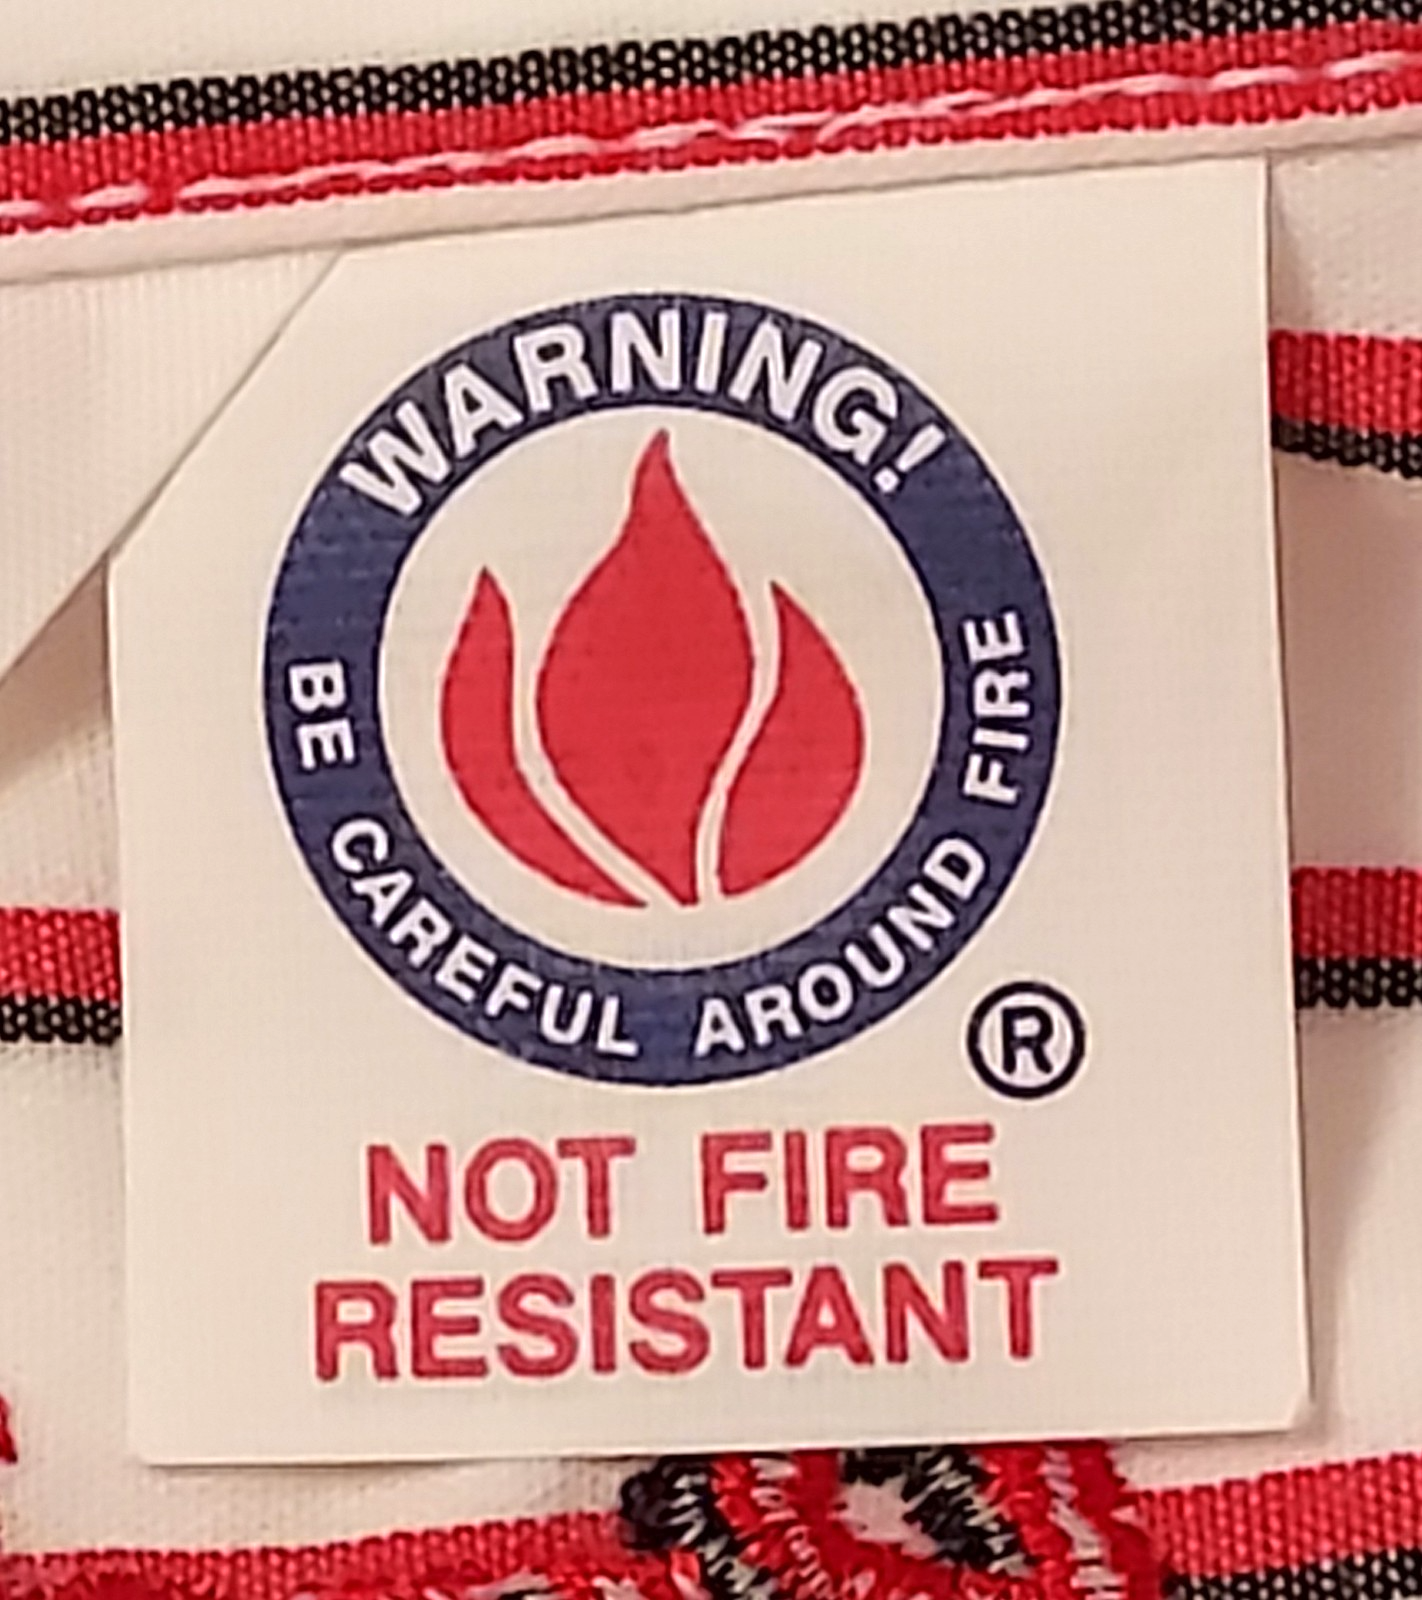 WARNING!
BE CAREFUL AROUND FIRE
®
NOT FIRE
RESISTANT